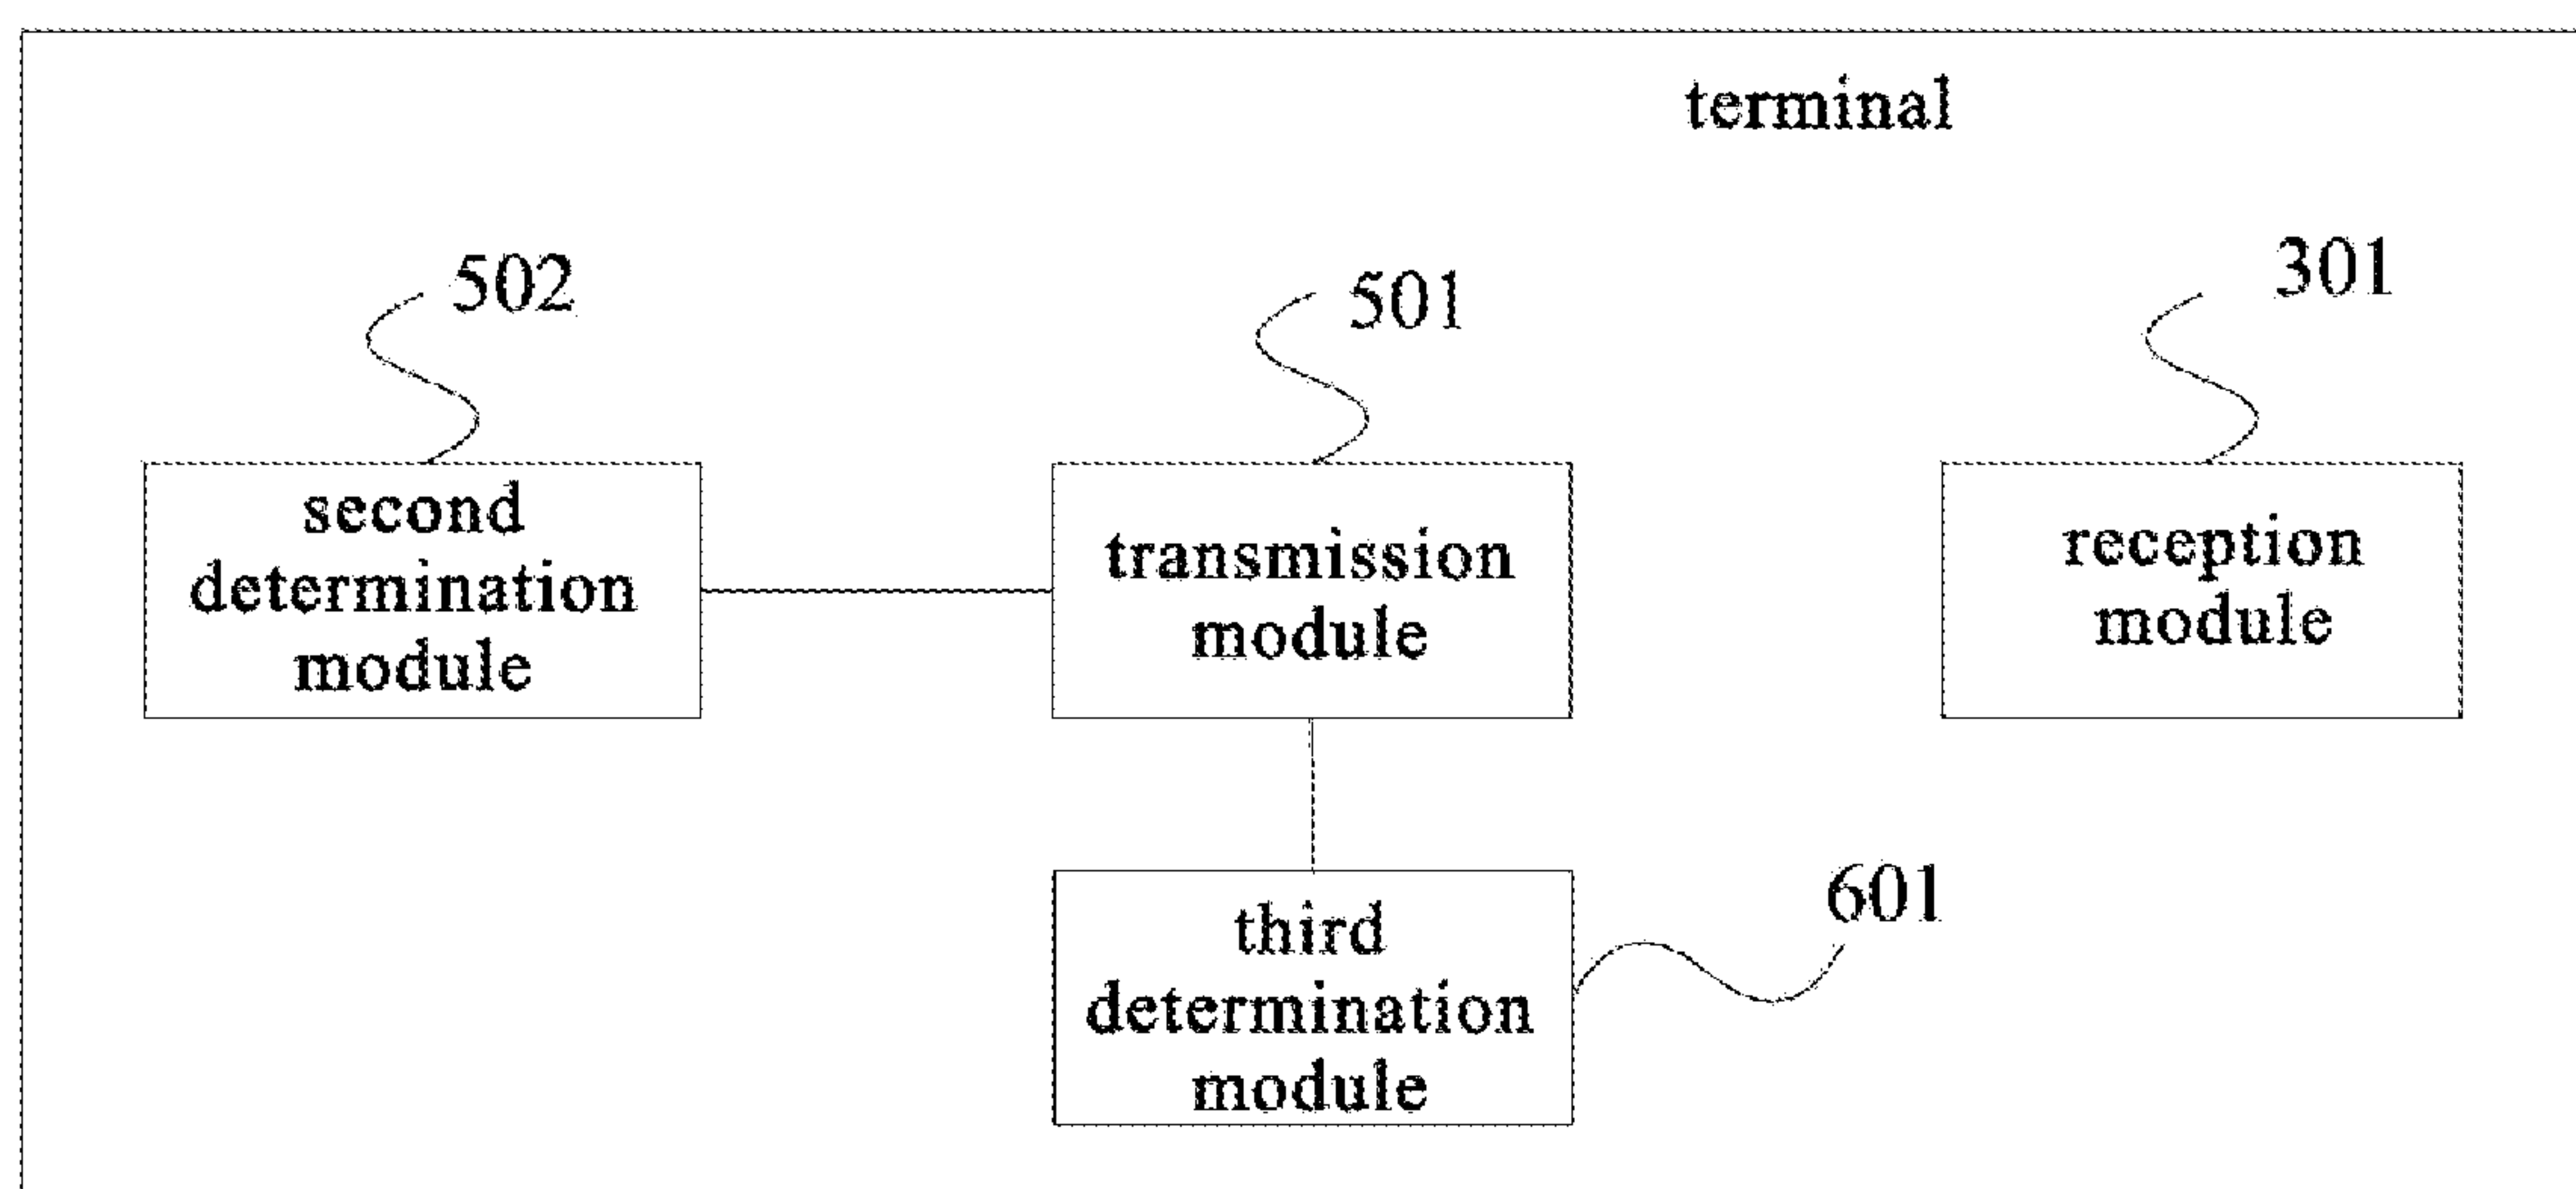 terminal
502
501
301
second
determination
module
transmission
module
reception
module
601
third
determination
module